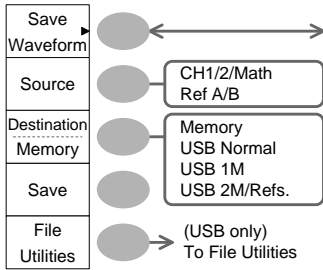 Save
Waveform
Source
CH1/2/Math
Ref A/B
Destination
Memory
Memory
USB Normal
USB 1M
USB 2M/Refs.
Save
File
Utilities
(USB only)
To File Utilities